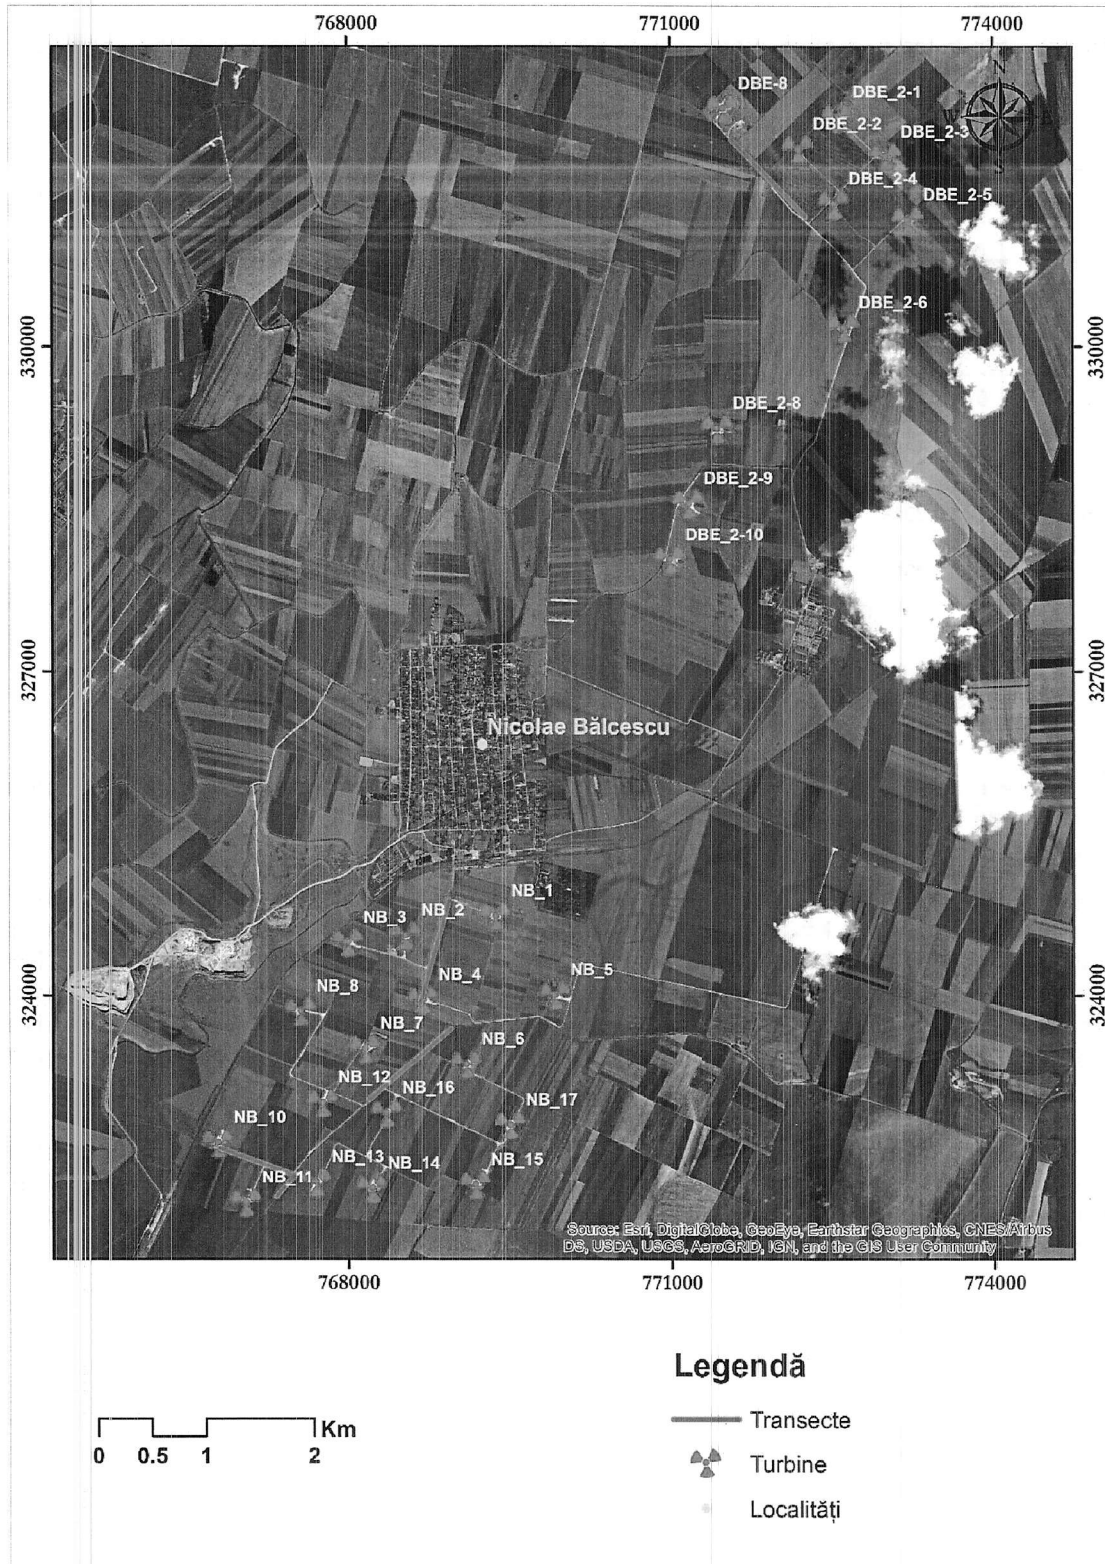 768000 771000 774000
N
W E
S
DBE-8
DBE_2-1
DBE_2-2
DBE_2-3
DBE_2-4
DBE_2-5
330000 330000
DBE_2-6
DBE_2-8
DBE_2-9
DBE_2-10
327000 327000
Nicolae Bălcescu
NB_1
NB_2
NB_3
NB_4
NB_5
324000 324000
NB_8
NB_7
NB_6
NB_12
NB_16
NB_17
NB_10
NB_13
NB_14
NB_15
NB_11
Source: Esri, DigitalGlobe, GeoEye, Earthstar Geographics, CNES/Airbus
DS, USDA, USGS, AeroGRID, IGN, and the GIS User Community
768000 771000 774000
Legendă
Transecte
Turbine
Localități
Km
0 0.5 1 2